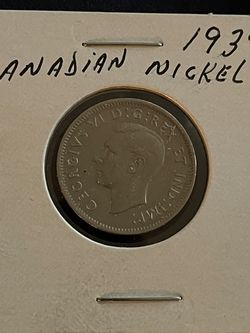 193
ANADIAN NICKEL
GEORGIVS VI D:G:REX ET IND:IMP: